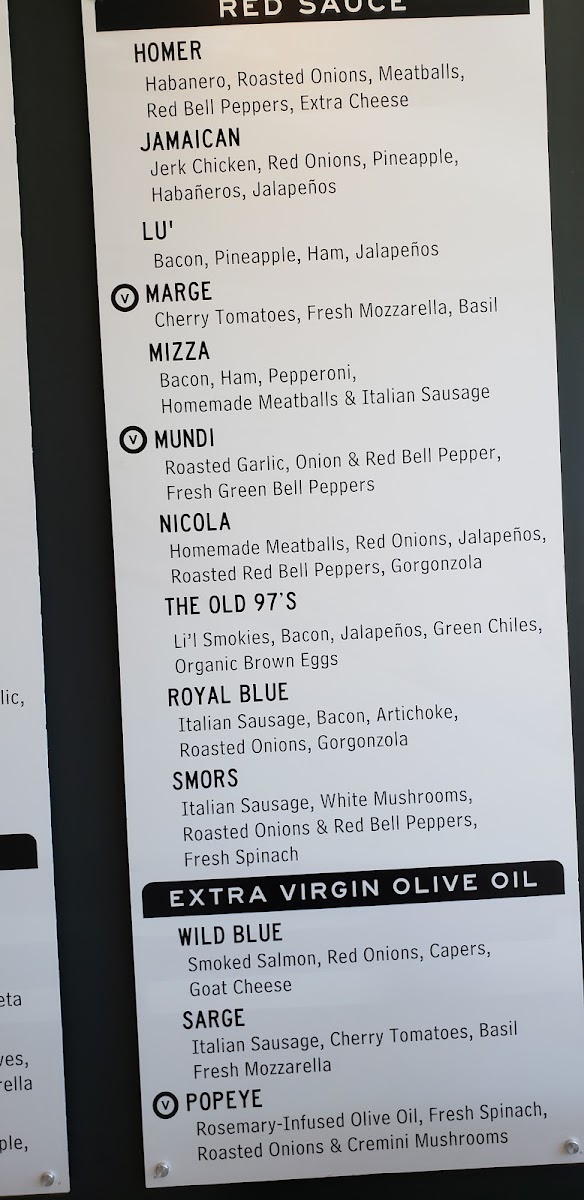 RED SAUCE
HOMER
Habanero, Roasted Onions, Meatballs,
Red Bell Peppers, Extra Cheese
JAMAICAN
Jerk Chicken, Red Onions, Pineapple,
Habañeros, Jalapeños
LU'
Bacon, Pineapple, Ham, Jalapeños
V MARGE
Cherry Tomatoes, Fresh Mozzarella, Basil
MIZZA
Bacon, Ham, Pepperoni,
Homemade Meatballs & Italian Sausage
V MUNDI
Roasted Garlic, Onion & Red Bell Pepper,
Fresh Green Bell Peppers
NICOLA
Homemade Meatballs, Red Onions, Jalapeños,
Roasted Red Bell Peppers, Gorgonzola
THE OLD 97'S
Li'l Smokies, Bacon, Jalapeños, Green Chiles,
Organic Brown Eggs
ROYAL BLUE
Italian Sausage, Bacon, Artichoke,
Roasted Onions, Gorgonzola
SMORS
Italian Sausage, White Mushrooms,
Roasted Onions & Red Bell Peppers,
Fresh Spinach
EXTRA VIRGIN OLIVE OIL
WILD BLUE
Smoked Salmon, Red Onions, Capers,
Goat Cheese
SARGE
Italian Sausage, Cherry Tomatoes, Basil
Fresh Mozzarella
V POPEYE
Rosemary-Infused Olive Oil, Fresh Spinach,
Roasted Onions & Cremini Mushrooms